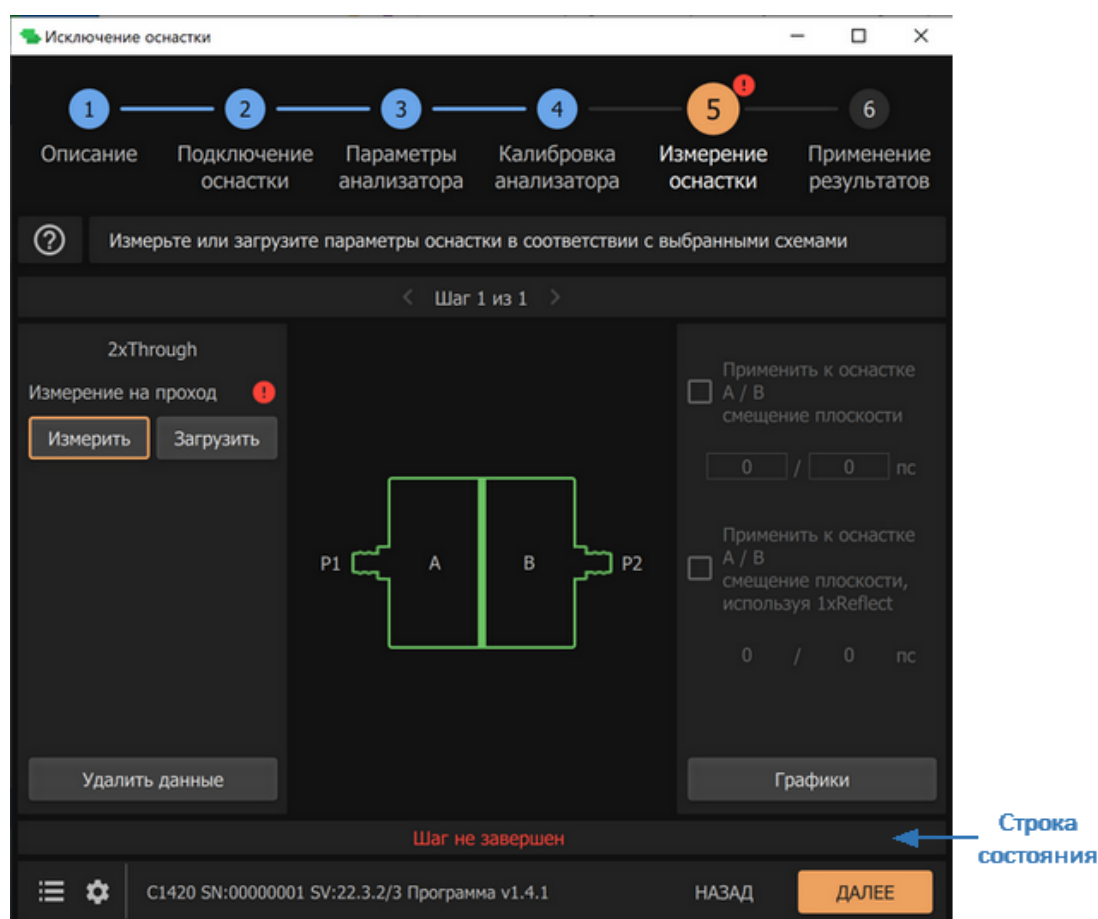 Исключение оснастки
1 2 3 4 5 ! 6
Описание
Подключение
оснастки
Параметры
анализатора
Калибровка
анализатора
Измерение
оснастки
Применение
результатов
? Измерьте или загрузите параметры оснастки в соответствии с выбранными схемами
< Шаг 1 из 1 >
2xThrough
Измерение на проход !
Измерить Загрузить
Удалить данные
P1 A B P2
Применить к оснастке
A / B
смещение плоскости
0 / 0 пс
Применить к оснастке
A / B
смещение плоскости,
используя 1xReflect
0 / 0 пс
Графики
Шаг не завершен
Строка
состояния
C1420 SN:00000001 SV:22.3.2/3 Программа v1.4.1
НАЗАД ДАЛЕЕ